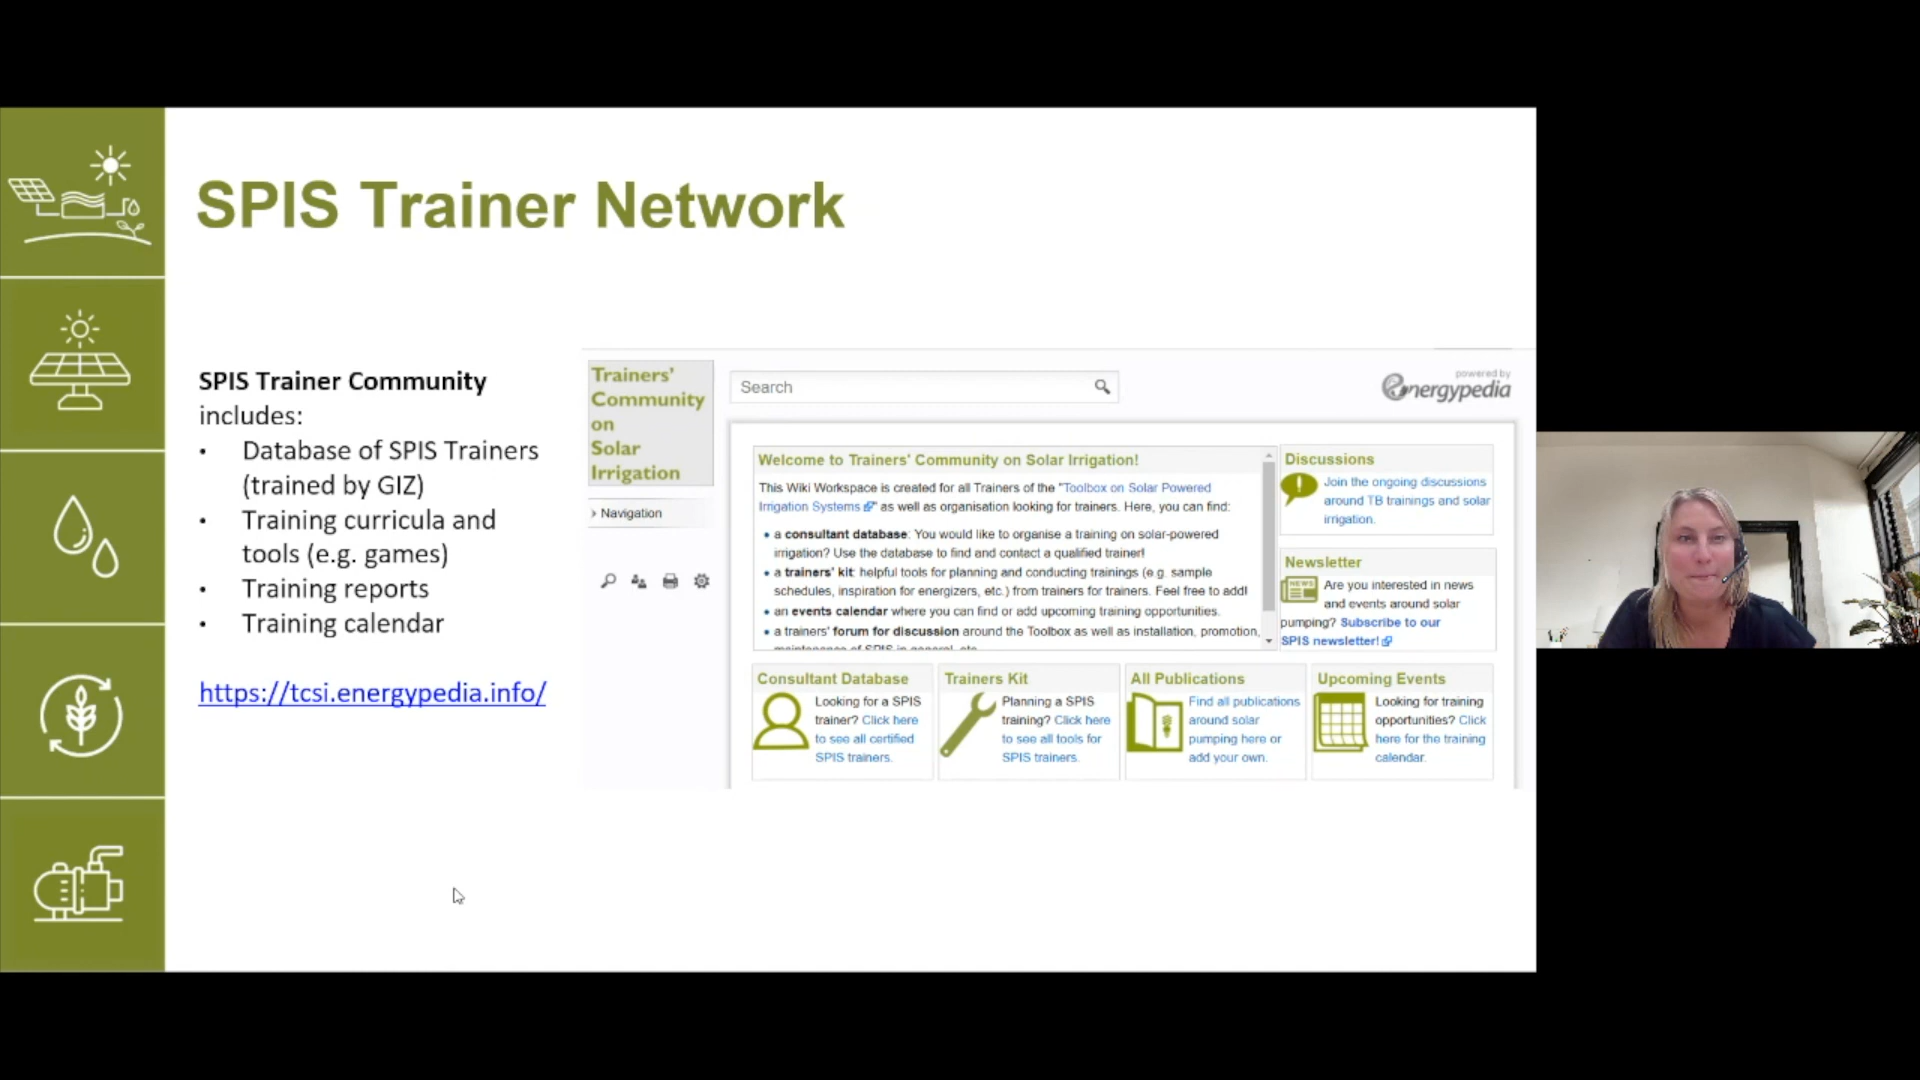 SPIS Trainer Network
SPIS Trainer Community
includes:
• Database of SPIS Trainers
(trained by GIZ)
• Training curricula and
tools (e.g. games)
• Training reports
• Training calendar
https://tcsi.energypedia.info/
Trainers'
Community
on
Solar
Irrigation
› Navigation
Search
powered by
energypedia
Welcome to Trainers' Community on Solar Irrigation!
This Wiki Workspace is created for all Trainers of the "Toolbox on Solar Powered
Irrigation Systems" as well as organisation looking for trainers. Here, you can find:
• a consultant database: You would like to organise a training on solar-powered
irrigation? Use the database to find and contact a qualified trainer!
• a trainers' kit: helpful tools for planning and conducting trainings (e.g. sample
schedules, inspiration for energizers, etc.) from trainers for trainers. Feel free to add!
• an events calendar where you can find or add upcoming training opportunities.
• a trainers' forum for discussion around the Toolbox as well as installation, promotion,
maintenance of SPIS in general, etc.
Discussions
Join the ongoing discussions
around TB trainings and solar
irrigation.
Newsletter
NEWS
Are you interested in news
and events around solar
pumping? Subscribe to our
SPIS newsletter!
Consultant Database
Looking for a SPIS
trainer? Click here
to see all certified
SPIS trainers.
Trainers Kit
Planning a SPIS
training? Click here
to see all tools for
SPIS trainers.
All Publications
Find all publications
around solar
pumping here or
add your own.
Upcoming Events
Looking for training
opportunities? Click
here for the training
calendar.